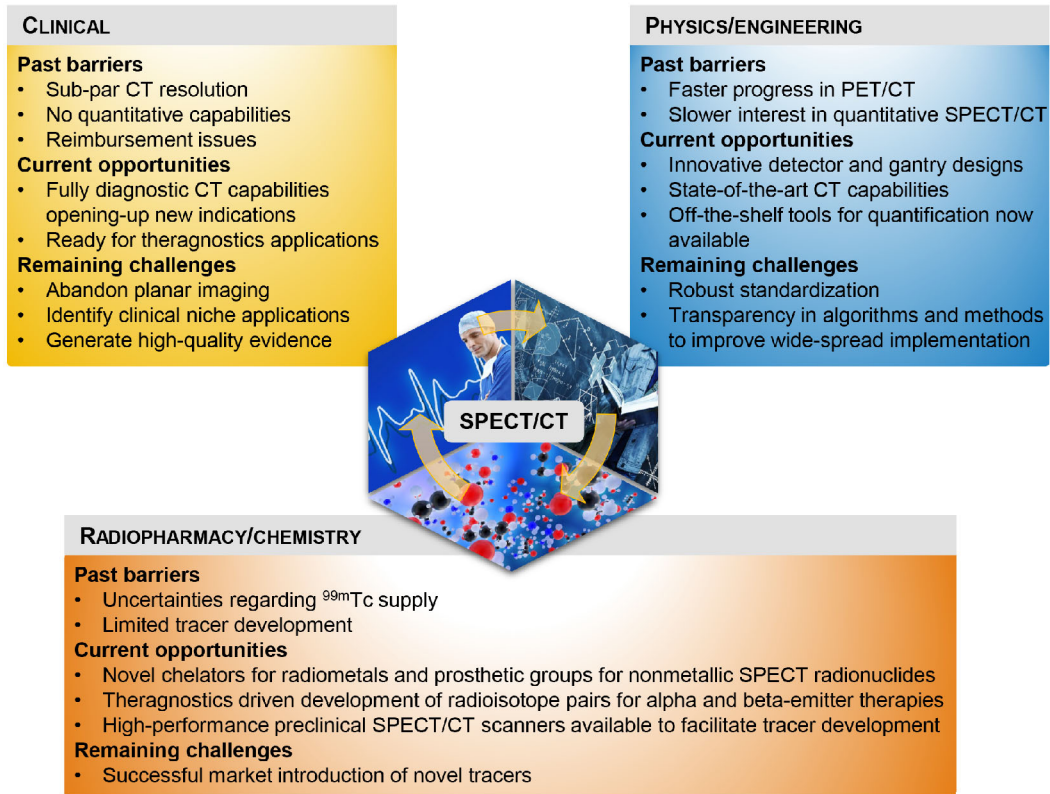 CLINICAL
Past barriers
• Sub-par CT resolution
• No quantitative capabilities
• Reimbursement issues
Current opportunities
• Fully diagnostic CT capabilities
opening-up new indications
• Ready for theragnostics applications
Remaining challenges
• Abandon planar imaging
• Identify clinical niche applications
• Generate high-quality evidence
PHYSICS/ENGINEERING
Past barriers
• Faster progress in PET/CT
• Slower interest in quantitative SPECT/CT
Current opportunities
• Innovative detector and gantry designs
• State-of-the-art CT capabilities
• Off-the-shelf tools for quantification now
available
Remaining challenges
• Robust standardization
• Transparency in algorithms and methods
to improve wide-spread implementation
SPECT/CT
RADIOPHARMACY/CHEMISTRY
Past barriers
• Uncertainties regarding ⁹⁹ᵐTc supply
• Limited tracer development
Current opportunities
• Novel chelators for radiometals and prosthetic groups for nonmetallic SPECT radionuclides
• Theragnostics driven development of radioisotope pairs for alpha and beta-emitter therapies
• High-performance preclinical SPECT/CT scanners available to facilitate tracer development
Remaining challenges
• Successful market introduction of novel tracers